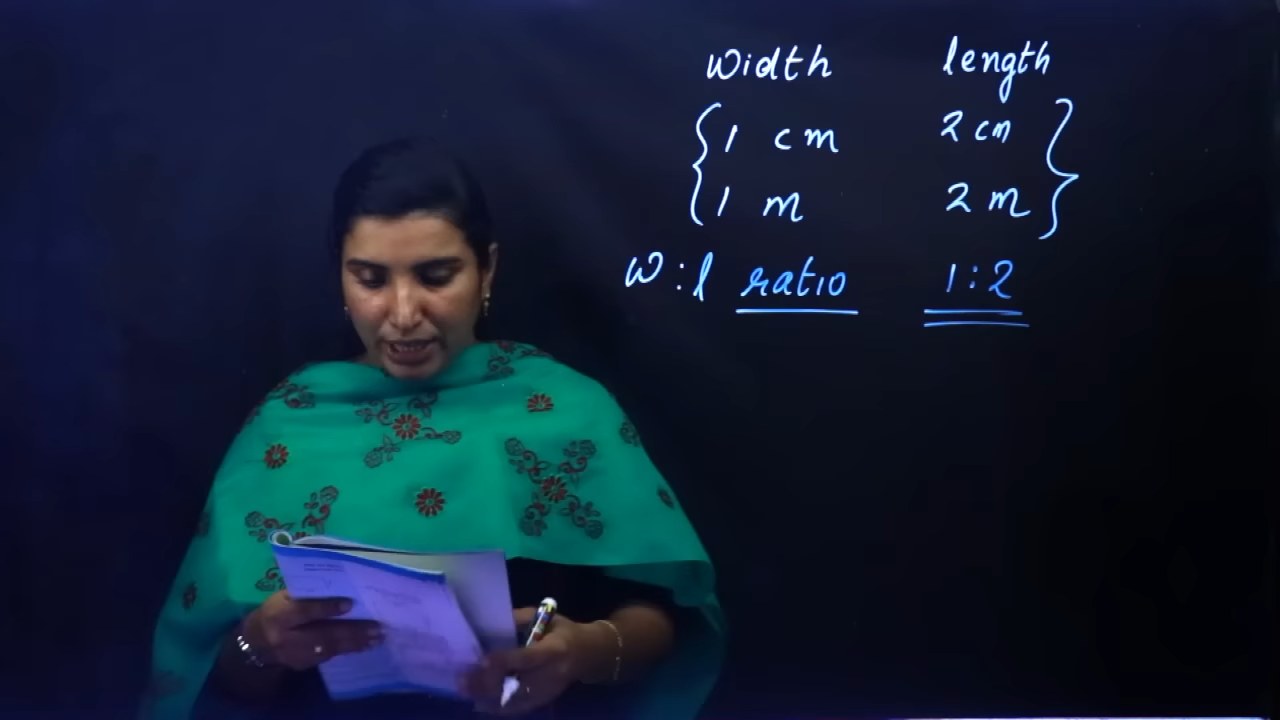 width length
1 cm 2 cm
1 m 2 m
w : l ratio 1 : 2